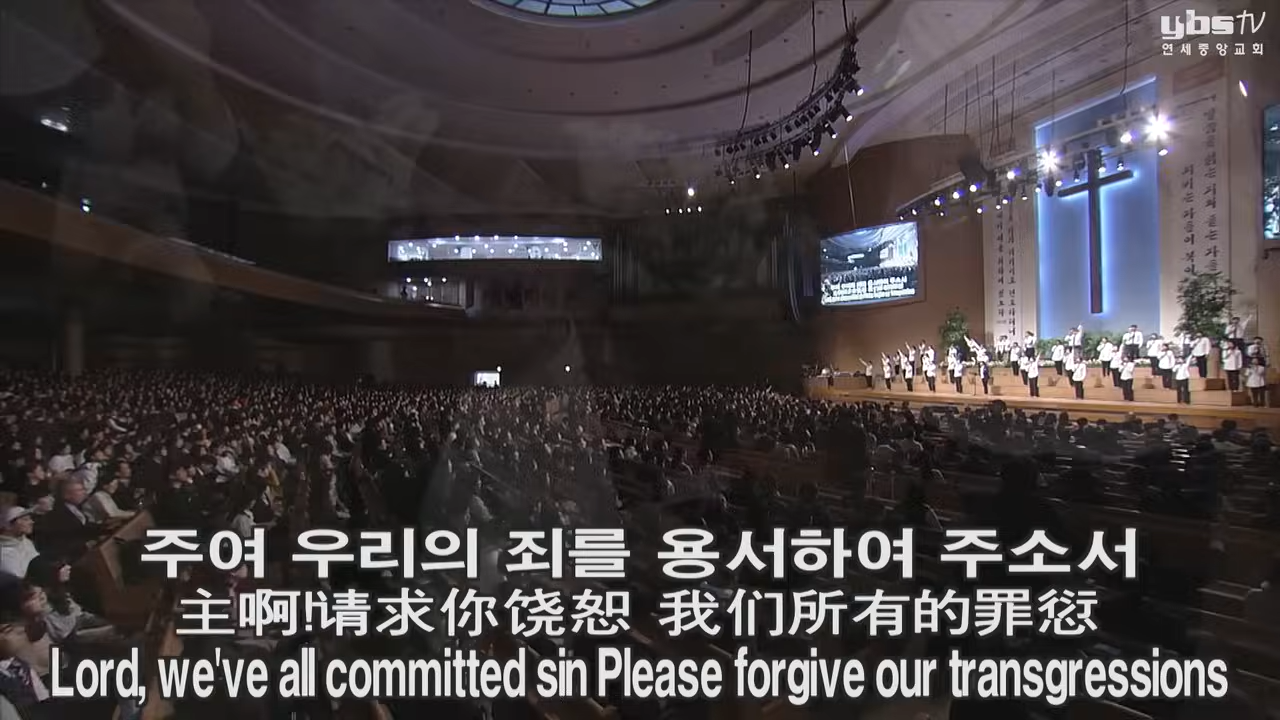 ybsTV
연세중앙교회
주여 우리의 죄를 용서하여 주소서
主啊!请求你饶恕 我们所有的罪愆
Lord, we've all committed sin Please forgive our transgressions